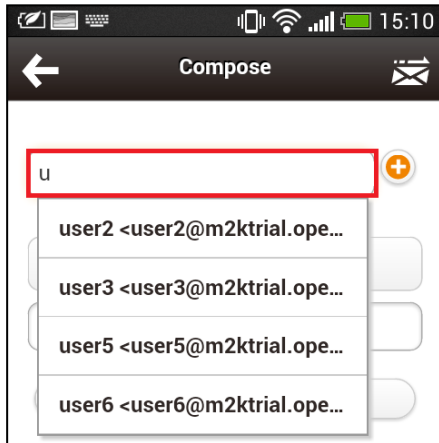 15:10
Compose
u
user2 <user2@m2ktrial.ope...
user3 <user3@m2ktrial.ope...
user5 <user5@m2ktrial.ope...
user6 <user6@m2ktrial.ope...